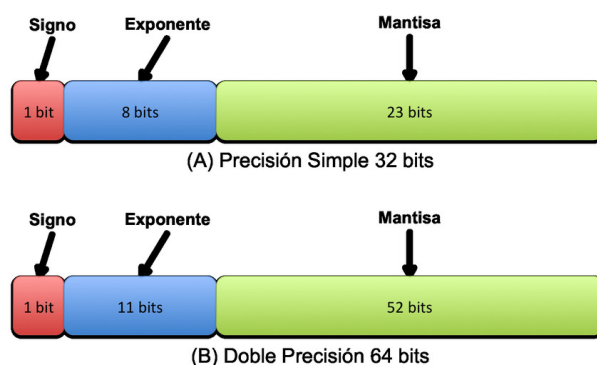 Signo Exponente Mantisa
1 bit 8 bits 23 bits
(A) Precisión Simple 32 bits
Signo Exponente Mantisa
1 bit 11 bits 52 bits
(B) Doble Precisión 64 bits